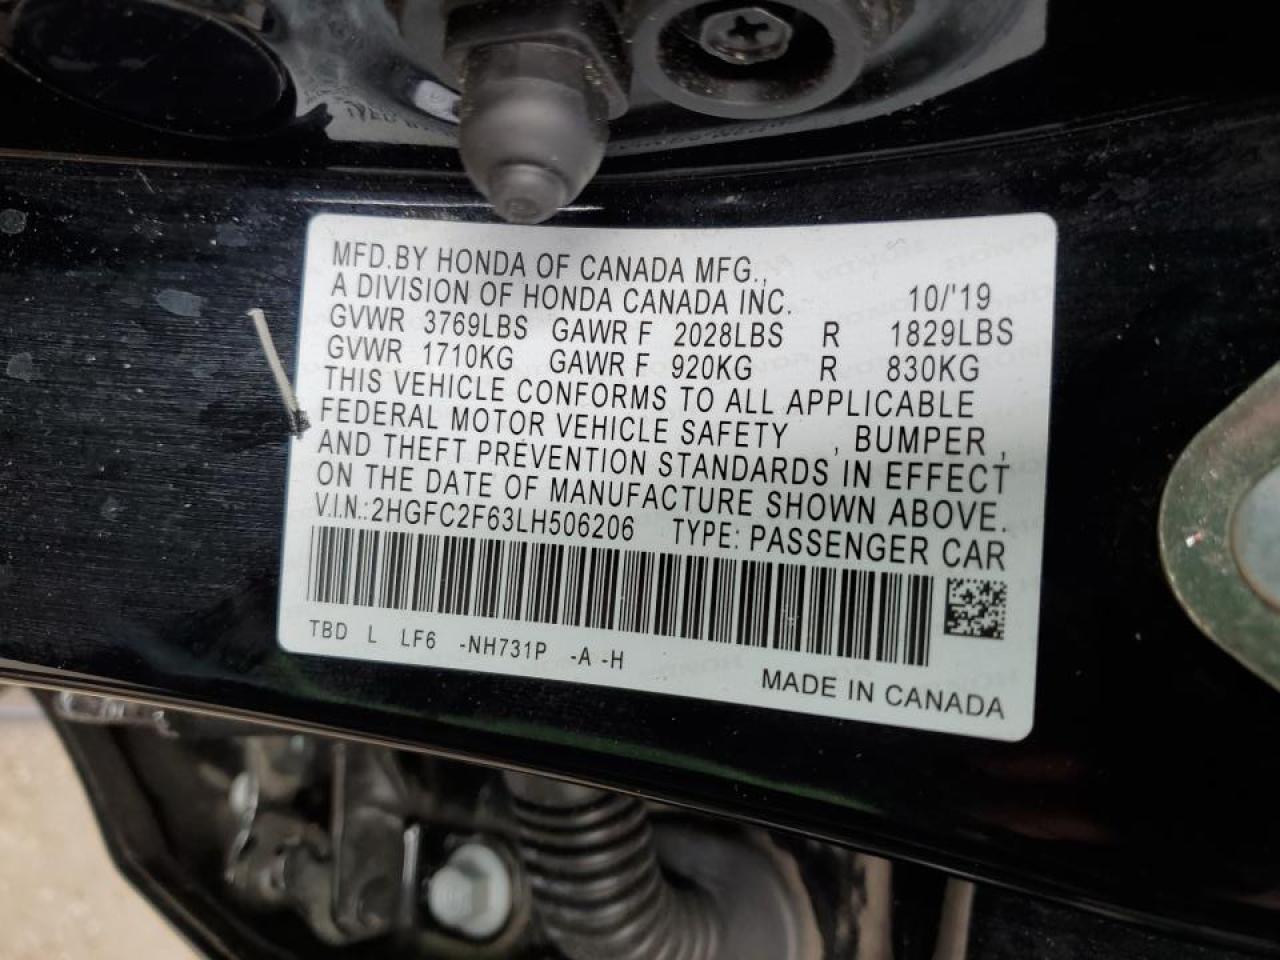 MFD.BY HONDA OF CANADA MFG.,
A DIVISION OF HONDA CANADA INC. 10/'19
GVWR 3769LBS GAWR F 2028LBS R 1829LBS
GVWR 1710KG GAWR F 920KG R 830KG
THIS VEHICLE CONFORMS TO ALL APPLICABLE
FEDERAL MOTOR VEHICLE SAFETY , BUMPER ,
AND THEFT PREVENTION STANDARDS IN EFFECT
ON THE DATE OF MANUFACTURE SHOWN ABOVE.
V.I.N.:2HGFC2F63LH506206 TYPE: PASSENGER CAR
TBD L LF6 -NH731P -A -H
MADE IN CANADA